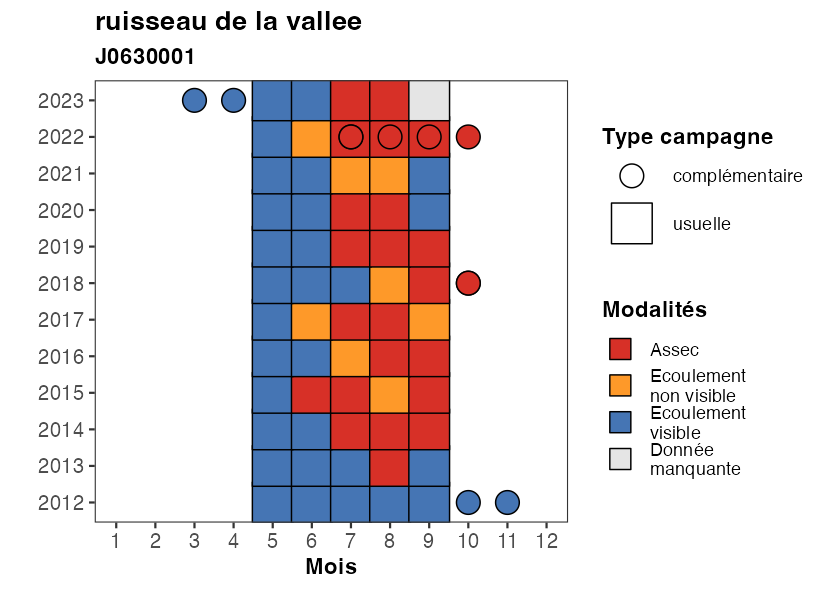 ruisseau de la vallee
J0630001
2023
2022
2021
2020
2019
2018
2017
2016
2015
2014
2013
2012
1 2 3 4 5 6 7 8 9 10 11 12
Mois
Type campagne
complémentaire
usuelle
Modalités
Assec
Ecoulement
non visible
Ecoulement
visible
Donnée
manquante